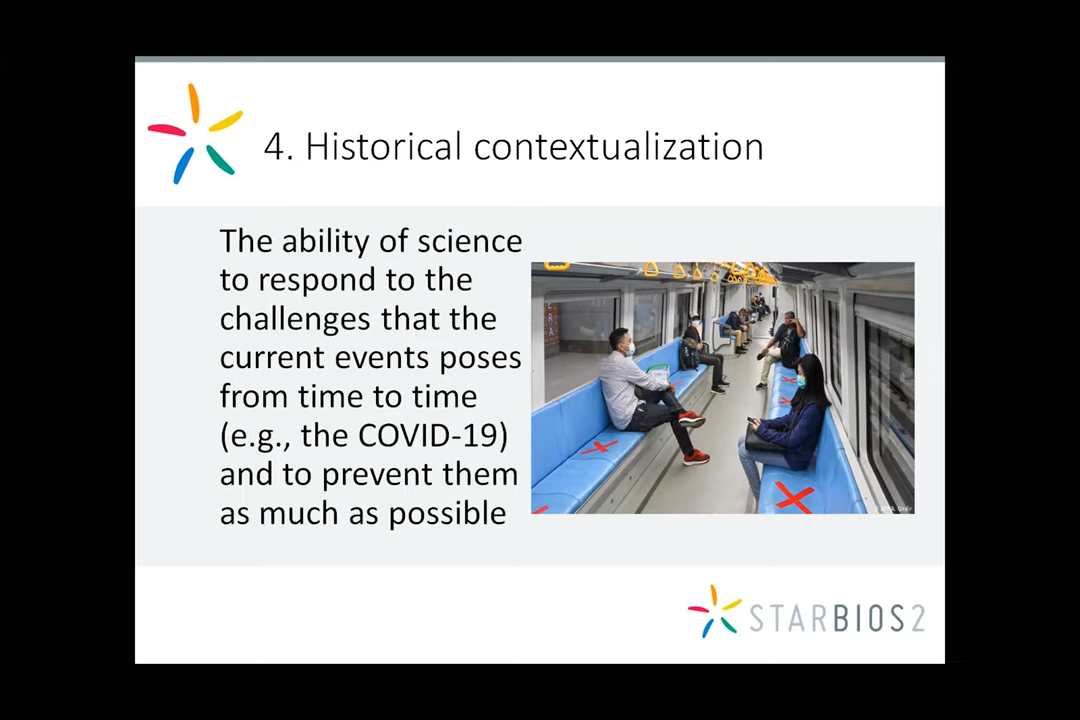 4. Historical contextualization
The ability of science
to respond to the
challenges that the
current events poses
from time to time
(e.g., the COVID-19)
and to prevent them
as much as possible
STARBIOS2